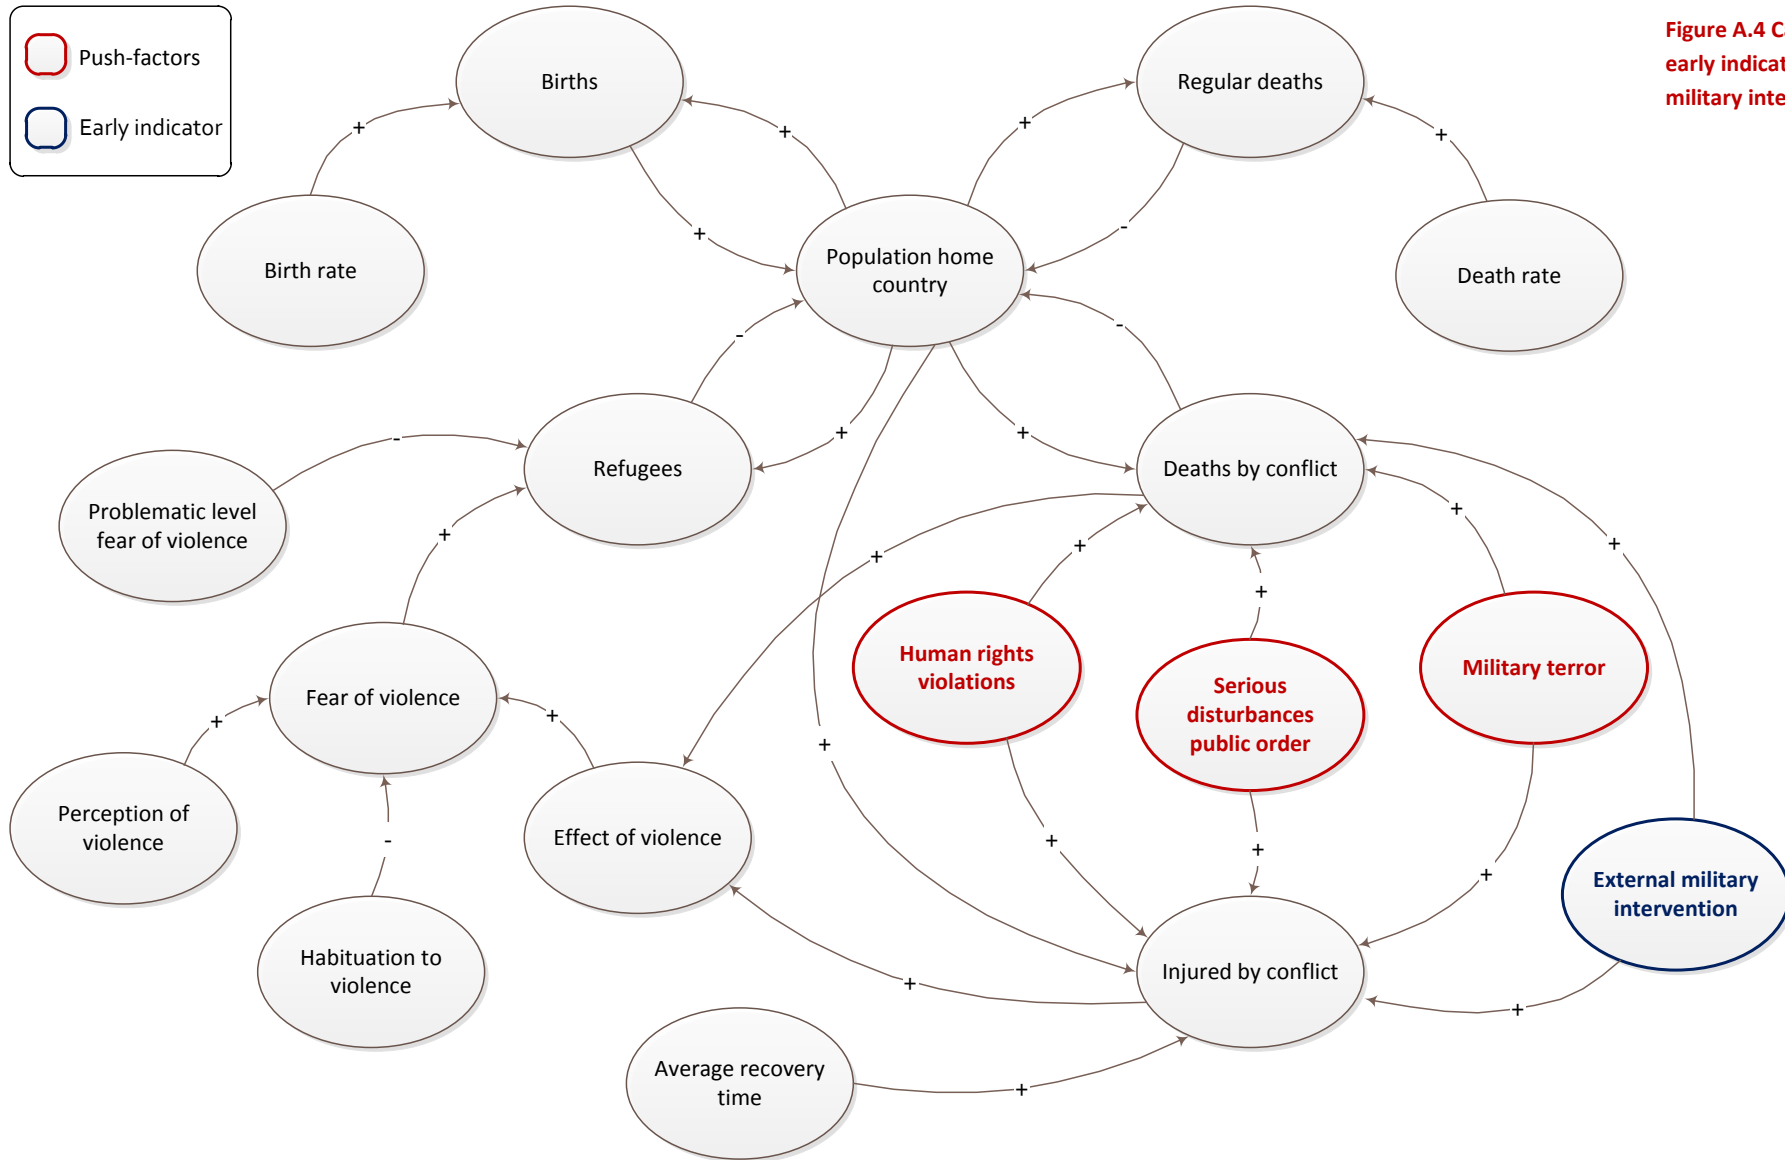 Push-factors
Early indicator
Figure A.4
early
military
Births
Regular deaths
Birth rate
Population home
country
Death rate
Refugees
Deaths by conflict
Problematic level
fear of violence
Human rights
violations
Serious
disturbances
public order
Military terror
Fear of violence
Perception of
violence
Effect of violence
External military
intervention
Habituation to
violence
Injured by conflict
Average recovery
time
+
+
+
+
-
+
-
+
-
+
-
+
+
+
+
+
+
+
+
+
-
+
+
+
+
+
+
+